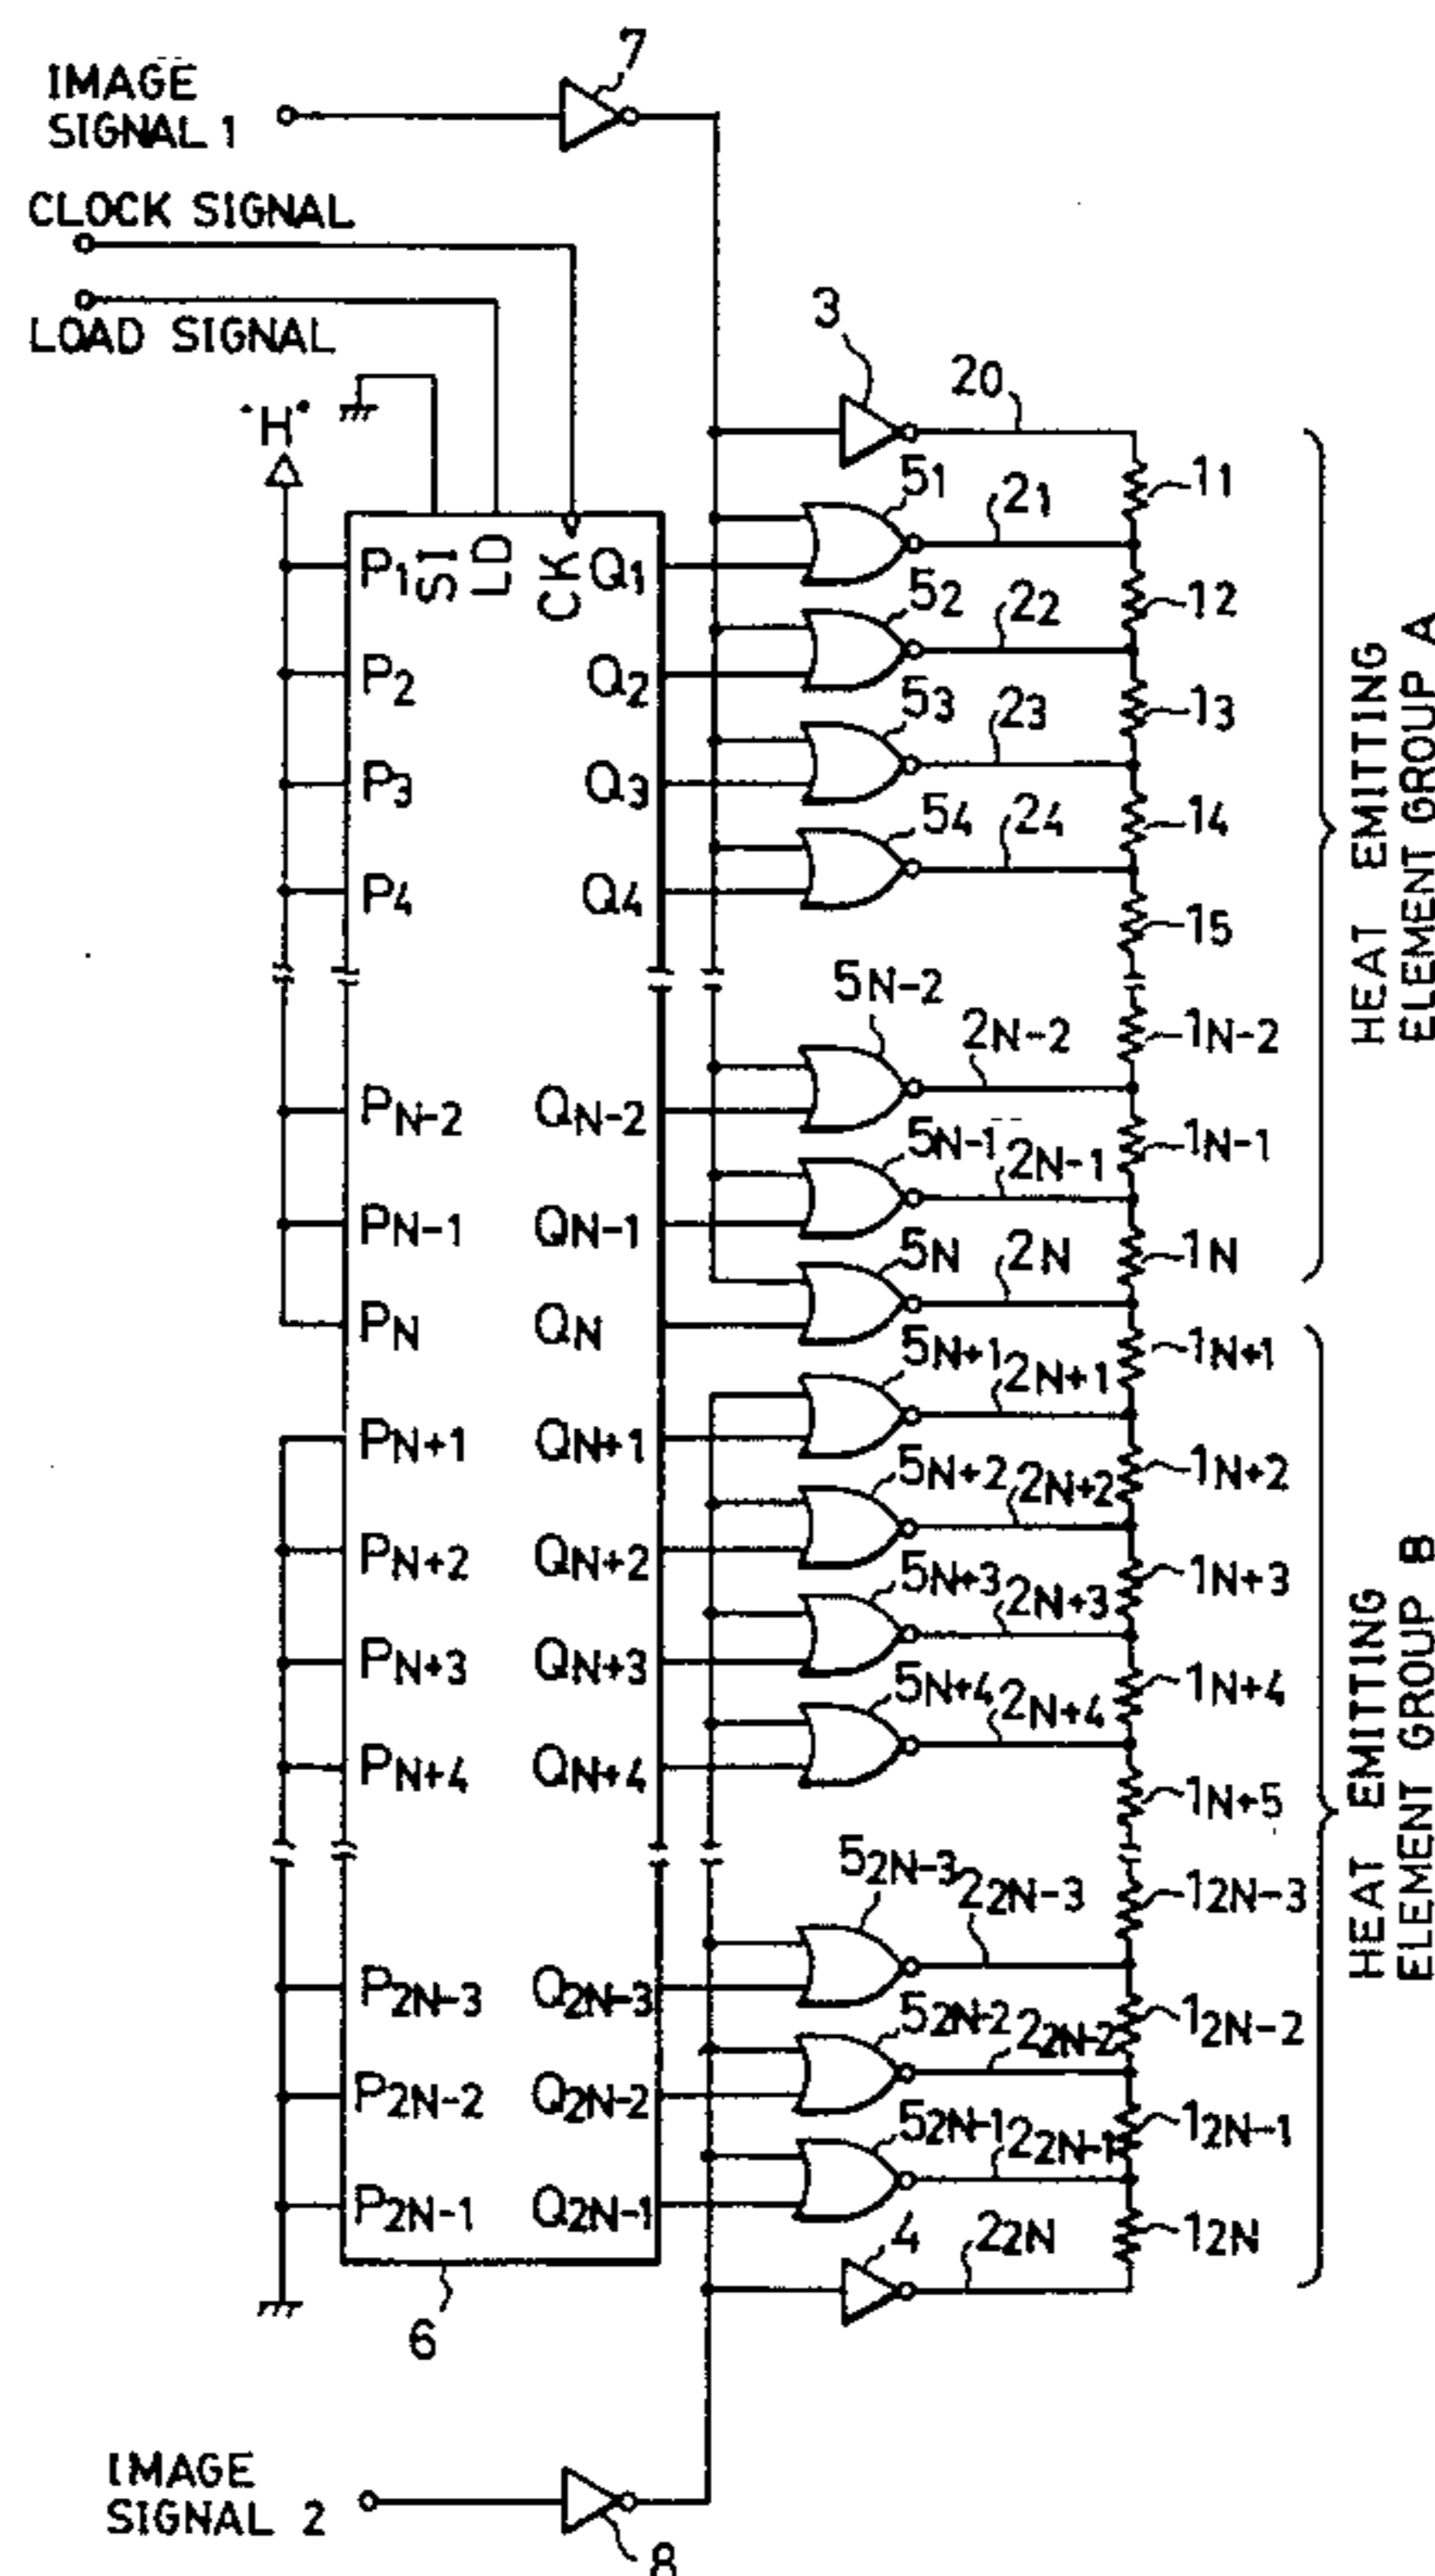 IMAGE
SIGNAL 1
7
CLOCK SIGNAL
LOAD SIGNAL
"H"
3
20
SI
LD
CK
P1
P2
P3
P4
PN-2
PN-1
PN
PN+1
PN+2
PN+3
PN+4
P2N-3
P2N-2
P2N-1
Q1
Q2
Q3
Q4
QN-2
QN-1
QN
QN+1
QN+2
QN+3
QN+4
Q2N-3
Q2N-2
Q2N-1
51
52
53
54
5N-2
5N-1
5N
5N+1
5N+2
5N+3
5N+4
52N-3
52N-2
52N-1
21
22
23
24
2N-2
2N-1
2N
2N+1
2N+2
2N+3
2N+4
22N-3
22N-2
22N-1
22N
11
12
13
14
15
1N-2
1N-1
1N
1N+1
1N+2
1N+3
1N+4
1N+5
12N-3
12N-2
12N-1
12N
HEAT EMITTING
ELEMENT GROUP A
HEAT EMITTING
ELEMENT GROUP B
4
6
IMAGE
SIGNAL 2
8